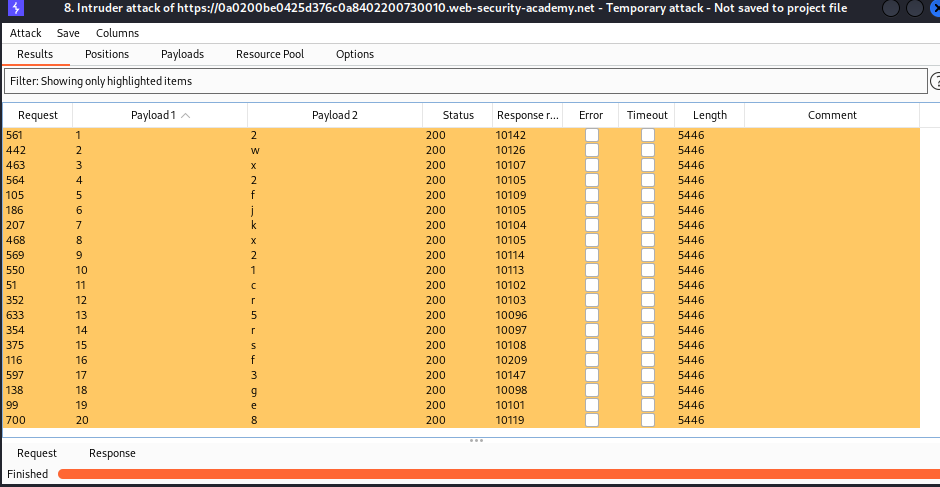 8. Intruder attack of https://0a0200be0425d376c0a8402200730010.web-security-academy.net - Temporary attack - Not saved to project file
Attack Save Columns
Results Positions Payloads Resource Pool Options
Filter: Showing only highlighted items
Request Payload 1 Payload 2 Status Response r... Error Timeout Length Comment
561 1 2 200 10142 5446
442 2 w 200 10126 5446
463 3 x 200 10107 5446
564 4 2 200 10105 5446
105 5 f 200 10109 5446
186 6 j 200 10105 5446
207 7 k 200 10104 5446
468 8 x 200 10105 5446
569 9 2 200 10114 5446
550 10 1 200 10113 5446
51 11 c 200 10102 5446
352 12 r 200 10103 5446
633 13 5 200 10096 5446
354 14 r 200 10097 5446
375 15 s 200 10108 5446
116 16 f 200 10209 5446
597 17 3 200 10147 5446
138 18 g 200 10098 5446
99 19 e 200 10101 5446
700 20 8 200 10119 5446
Request Response
Finished